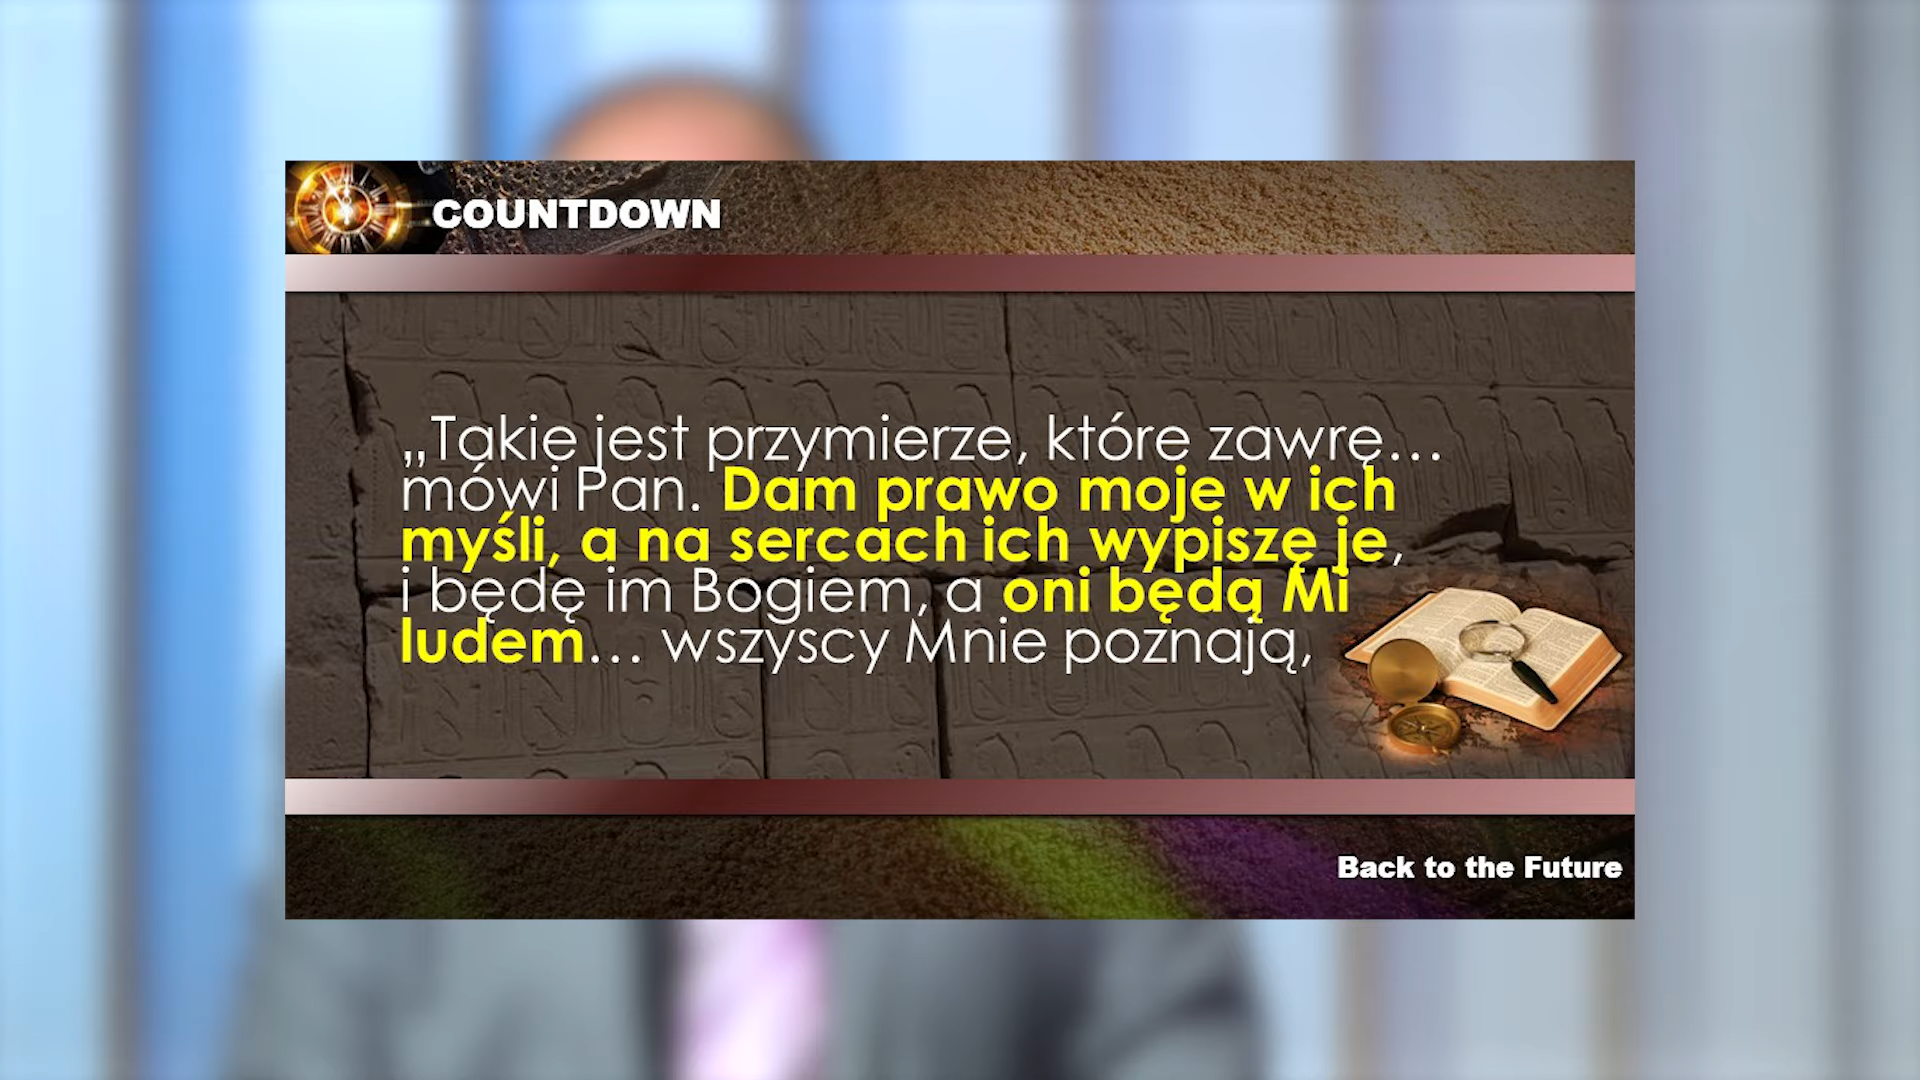 COUNTDOWN
„Takie jest przymierze, które zawrę…
mówi Pan. Dam prawo moje w ich
myśli, a na sercach ich wypiszę je,
i będę im Bogiem, a oni będą Mi
ludem… wszyscy Mnie poznają,
Back to the Future